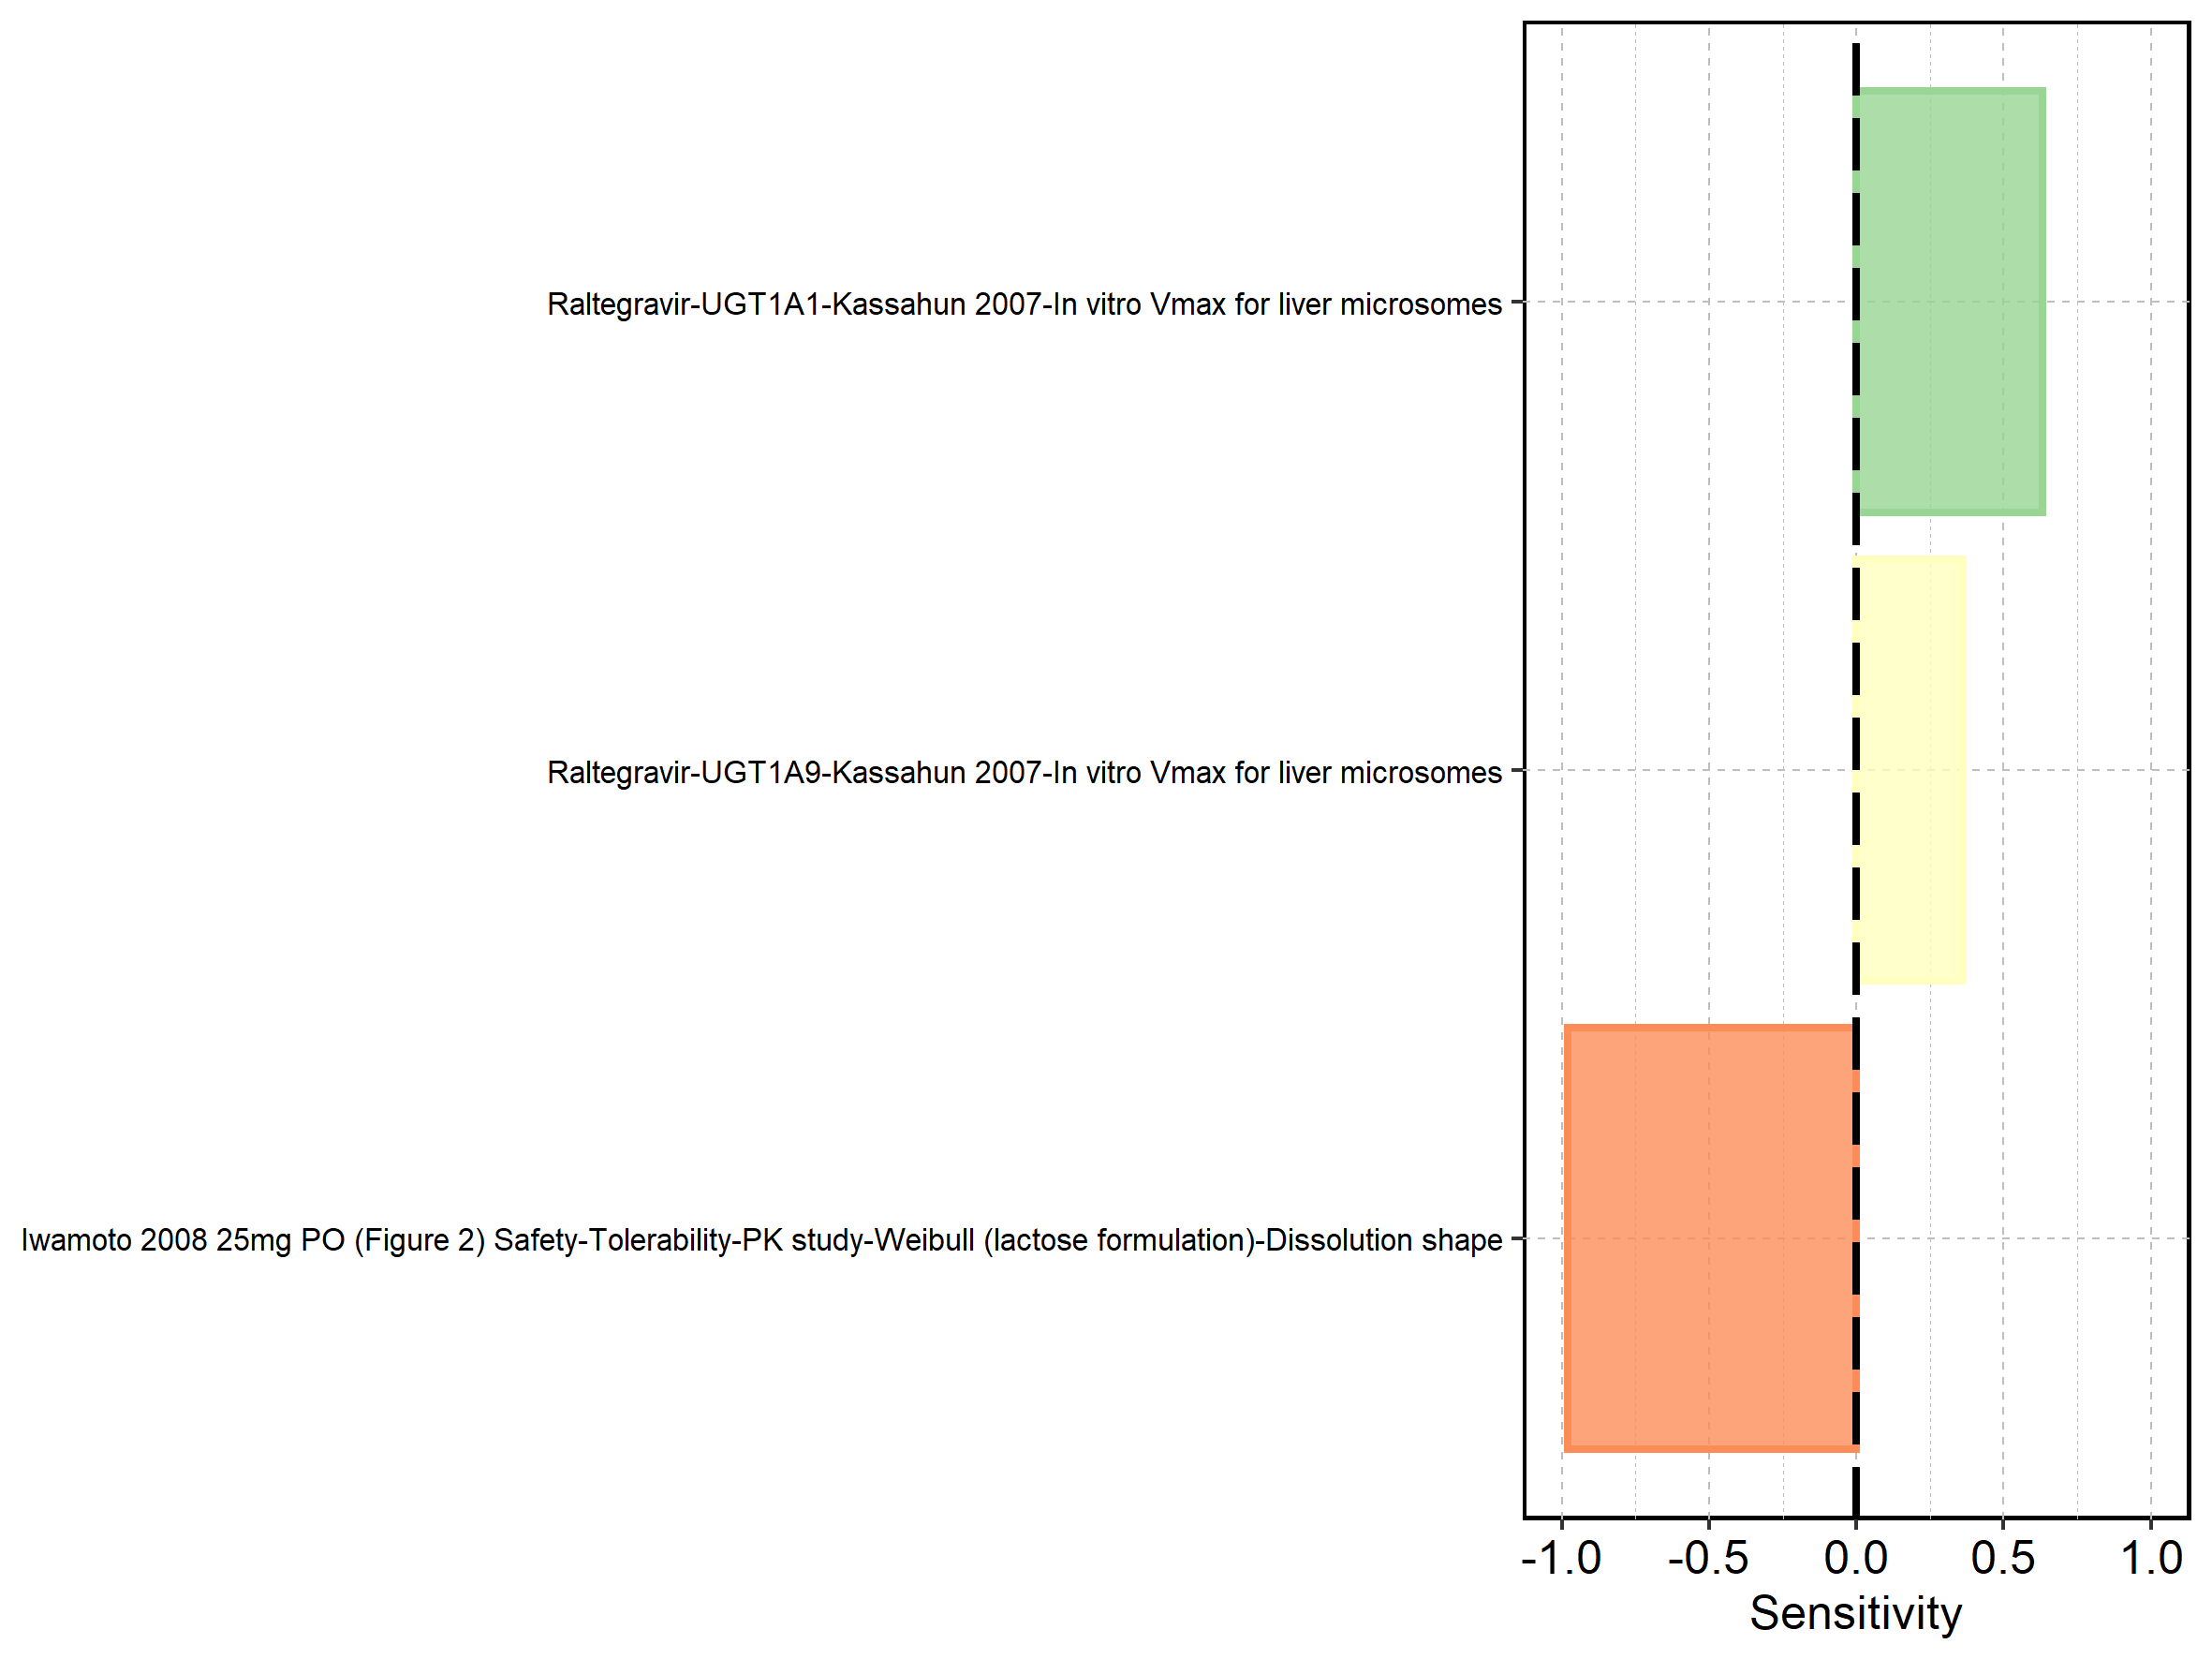 Raltegravir-UGT1A1-Kassahun 2007-In vitro Vmax for liver microsomes
Raltegravir-UGT1A9-Kassahun 2007-In vitro Vmax for liver microsomes
Iwamoto 2008 25mg PO (Figure 2) Safety-Tolerability-PK study-Weibull (lactose formulation)-Dissolution shape
-1.0 -0.5 0.0 0.5 1.0
Sensitivity